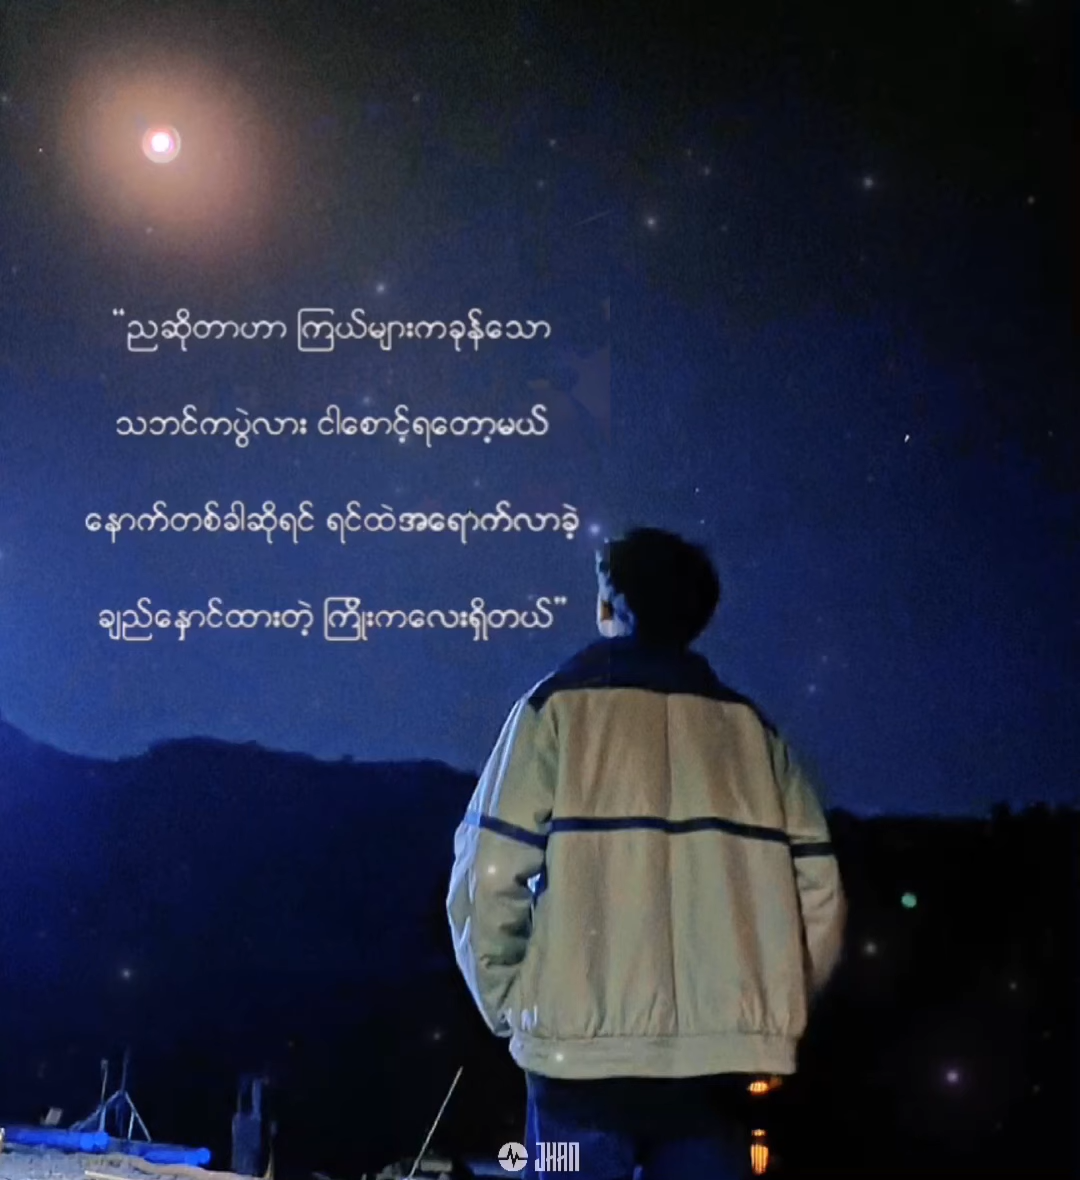 “ညဆိုတာဟာ ကြယ်များကခုန်သော
သဘင်ကပွဲလား ငါစောင့်ရတော့မယ်
နောက်တစ်ခါဆိုရင် ရင်ထဲအရောက်လာခဲ့
ချည်နှောင်ထားတဲ့ ကြိုးကလေးရှိတယ်”
JHAN